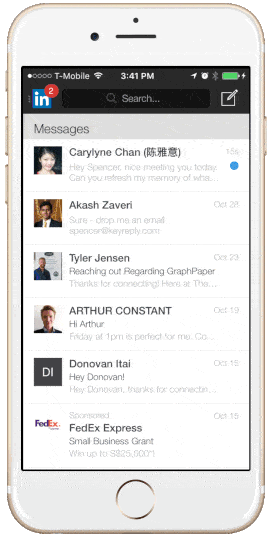 T-Mobile 3:41 PM
in 2 Search...
Messages
Carylyne Chan (陈雅意) 15s
Hey Spencer, nice meeting you today.
Can you refresh my memory of wha...
Akash Zaveri Oct 28
Sure - drop me an email
spencer@keyreply.com
Tyler Jensen Oct 23
Reaching out Regarding GraphPaper
Thanks for connecting! Here at The...
ARTHUR CONSTANT Oct 19
Hi Arthur
Friday at 1pm is perfect for me. Co...
DI
Donovan Itai Oct 15
Hey Donovan!
Hey Donovan, thanks for connectin...
FedEx Express
Sponsored Oct 15
FedEx Express
Small Business Grant
Win up to S$25,000*!